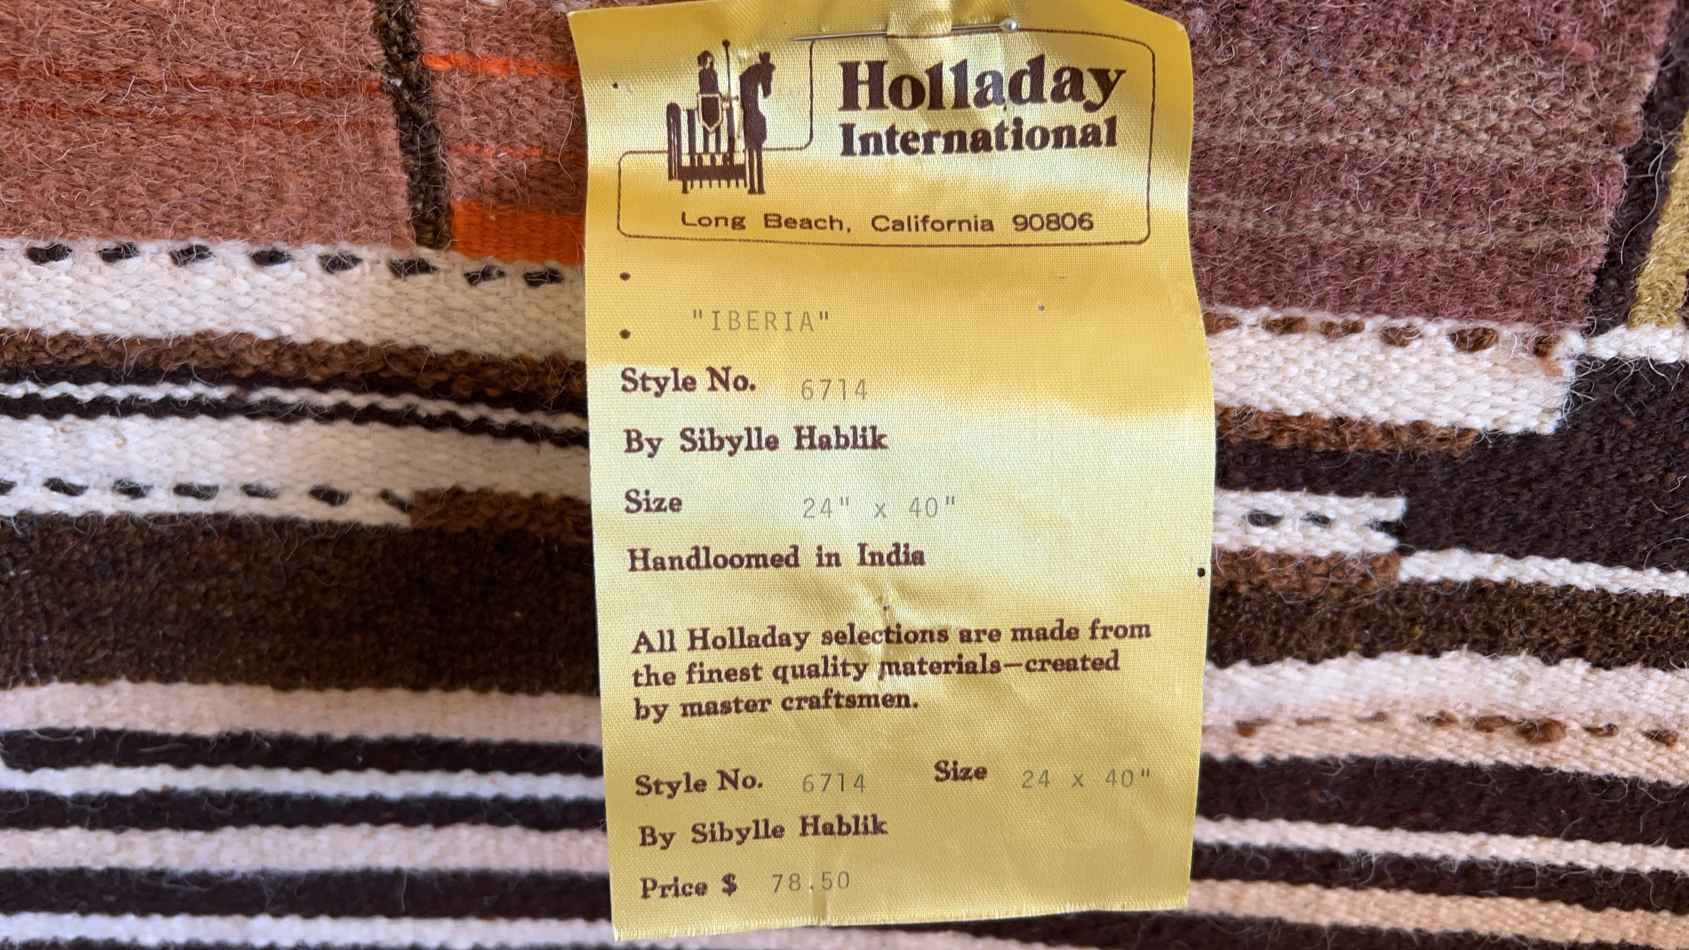 Holladay
International
Long Beach, California 90806
"IBERIA"
Style No. 6714
By Sibylle Hablik
Size 24" x 40"
Handloomed in India
All Holladay selections are made from
the finest quality materials—created
by master craftsmen.
Style No. 6714 Size 24 x 40"
By Sibylle Hablik
Price $ 78.50